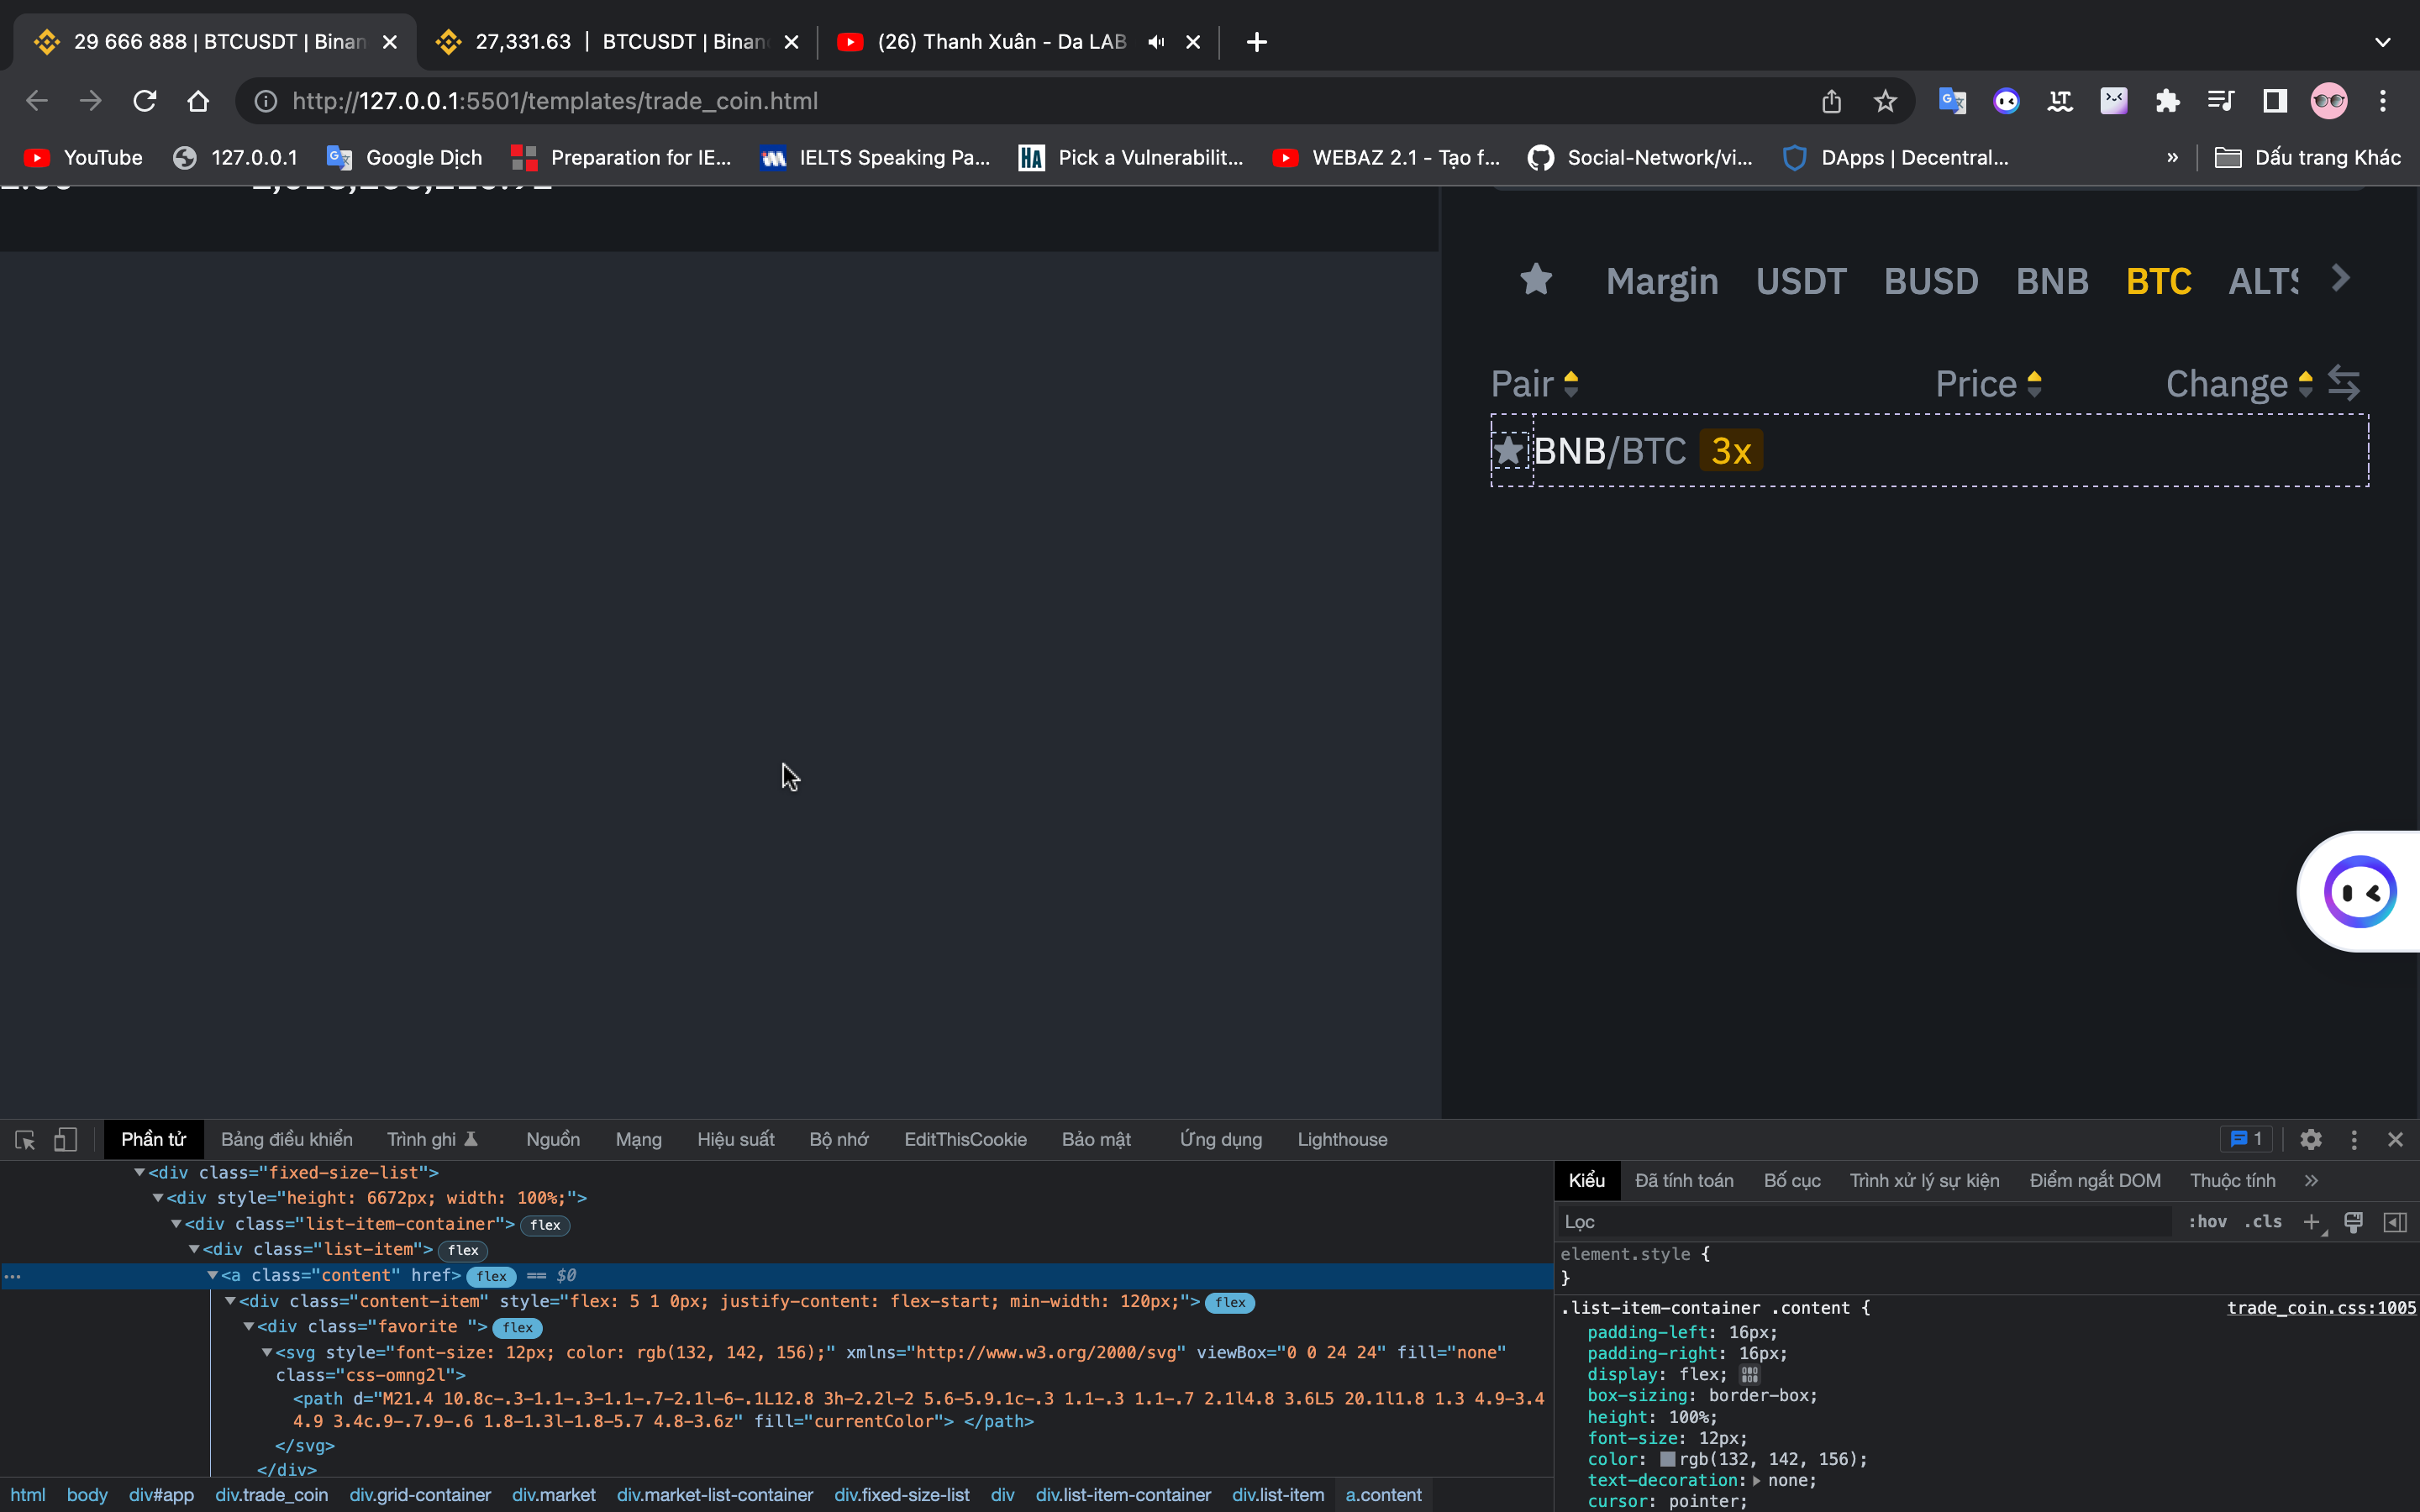 29 666 888 | BTCUSDT | Binan
27,331.63 | BTCUSDT | Binan
(26) Thanh Xuân - Da LAB
http://127.0.0.1:5501/templates/trade_coin.html
YouTube
127.0.0.1
Google Dịch
Preparation for IE...
IELTS Speaking Pa...
HA Pick a Vulnerabilit...
WEBAZ 2.1 - Tạo f...
Social-Network/vi...
DApps | Decentral...
»
Dấu trang Khác
Margin USDT BUSD BNB BTC ALTS
Pair Price Change
BNB/BTC 3x
Phần tử Bảng điều khiển Trình ghi Nguồn Mạng Hiệu suất Bộ nhớ EditThisCookie Bảo mật Ứng dụng Lighthouse 1
<div class="fixed-size-list">
<div style="height: 6672px; width: 100%;">
<div class="list-item-container"> flex
<div class="list-item"> flex
<a class="content" href> flex == $0
<div class="content-item" style="flex: 5 1 0px; justify-content: flex-start; min-width: 120px;"> flex
<div class="favorite "> flex
<svg style="font-size: 12px; color: rgb(132, 142, 156);" xmlns="http://www.w3.org/2000/svg" viewBox="0 0 24 24" fill="none"
class="css-omng2l">
<path d="M21.4 10.8c-.3-1.1-.3-1.1-.7-2.1l-6-.1L12.8 3h-2.2l-2 5.6-5.9.1c-.3 1.1-.3 1.1-.7 2.1l4.8 3.6L5 20.1l1.8 1.3 4.9-3.4
4.9 3.4c.9-.7.9-.6 1.8-1.3l-1.8-5.7 4.8-3.6z" fill="currentColor"> </path>
</svg>
</div>
html body div#app div.trade_coin div.grid-container div.market div.market-list-container div.fixed-size-list div div.list-item-container div.list-item a.content
Kiểu Đã tính toán Bố cục Trình xử lý sự kiện Điểm ngắt DOM Thuộc tính »
Lọc :hov .cls +
element.style {
}
.list-item-container .content { trade_coin.css:1005
padding-left: 16px;
padding-right: 16px;
display: flex;
box-sizing: border-box;
height: 100%;
font-size: 12px;
color: rgb(132, 142, 156);
text-decoration: none;
cursor: pointer;